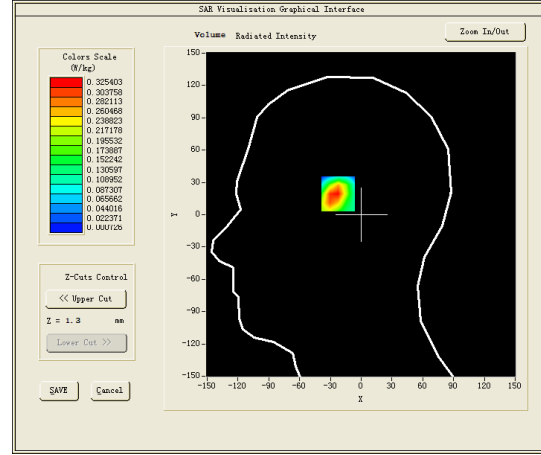 SAR Visualisation Graphical Interface
Volume Radiated Intensity
Zoom In/Out
Colors Scale
(W/kg)
0.325403
0.303758
0.282113
0.260468
0.238823
0.217178
0.195532
0.173887
0.152242
0.130597
0.108952
0.087307
0.065662
0.044016
0.022371
0.000726
Z-Cuts Control
<< Upper Cut
Z = 1.3 mm
Lower Cut >>
SAVE
Cancel
150
120
90
60
30
0
-30
-60
-90
-120
-150
Y
-150 -120 -90 -60 -30 0 30 60 90 120 150
X